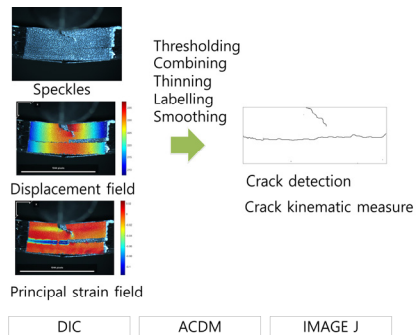 Speckles
Displacement field
Principal strain field
Thresholding
Combining
Thinning
Labelling
Smoothing
Crack detection
Crack kinematic measure
DIC
ACDM
IMAGE J